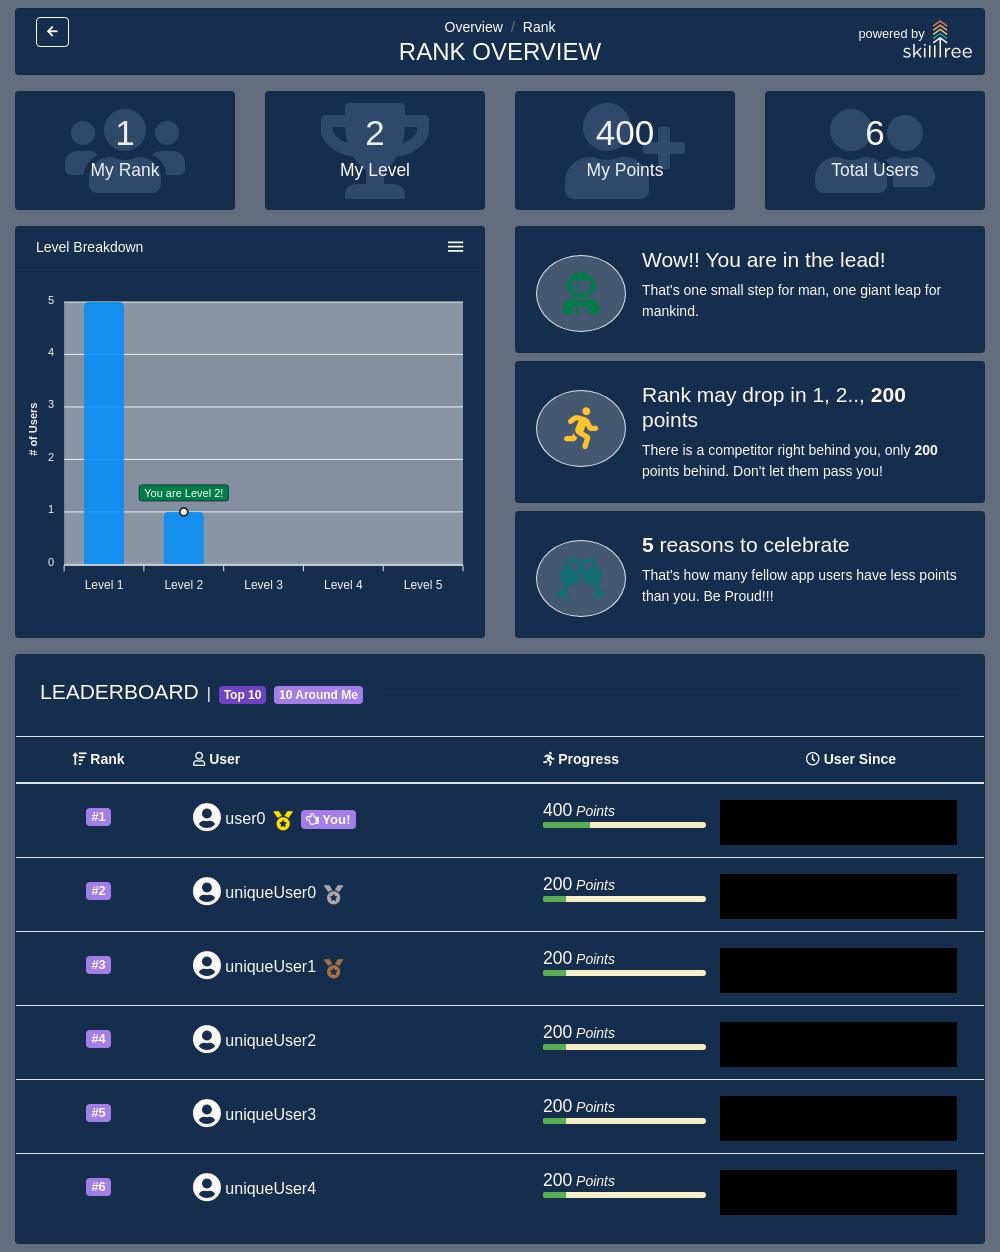 Overview / Rank
RANK OVERVIEW
powered by
skilltree
1
My Rank
2
My Level
400
My Points
6
Total Users
Level Breakdown
# of Users
5
4
3
2
1
0
You are Level 2!
Level 1 Level 2 Level 3 Level 4 Level 5
Wow!! You are in the lead!
That's one small step for man, one giant leap for
mankind.
Rank may drop in 1, 2.., 200
points
There is a competitor right behind you, only 200
points behind. Don't let them pass you!
5 reasons to celebrate
That's how many fellow app users have less points
than you. Be Proud!!!
LEADERBOARD | Top 10 10 Around Me
Rank User Progress User Since
#1 user0 You! 400 Points
#2 uniqueUser0 200 Points
#3 uniqueUser1 200 Points
#4 uniqueUser2 200 Points
#5 uniqueUser3 200 Points
#6 uniqueUser4 200 Points